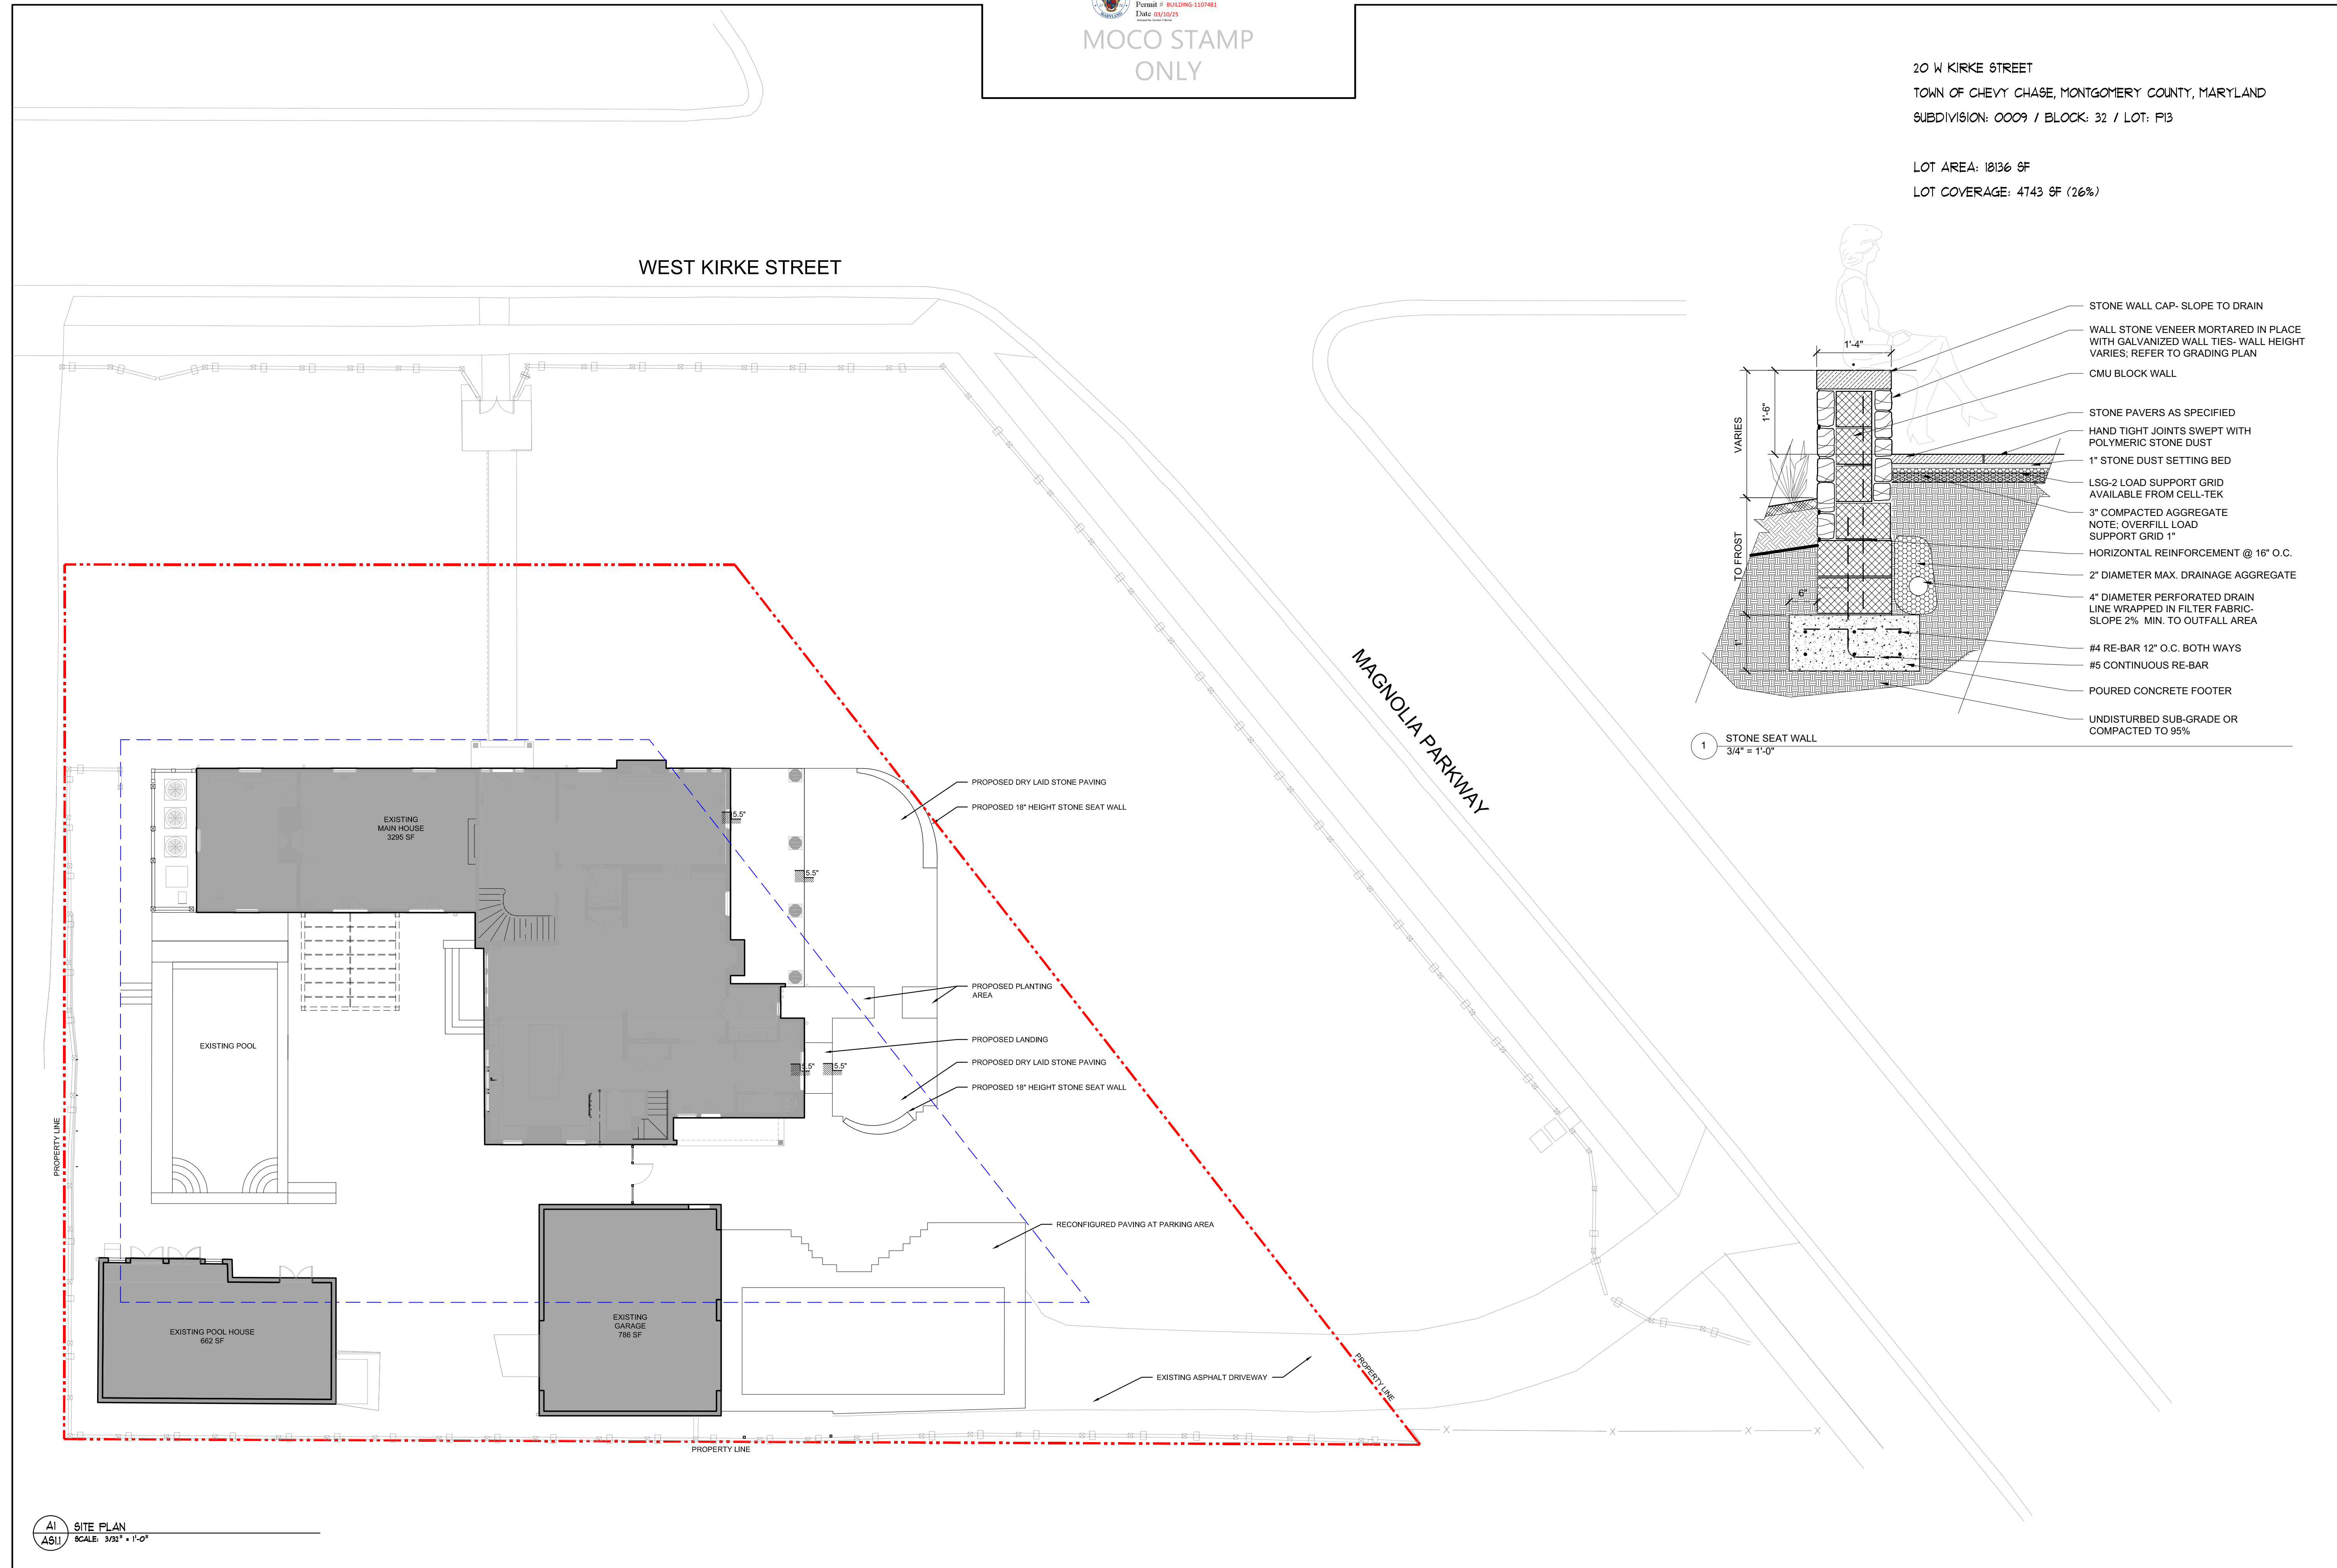 Permit # BUILDING-1107481
Date 03/10/25
MOCO STAMP
ONLY
20 W KIRKE STREET
TOWN OF CHEVY CHASE, MONTGOMERY COUNTY, MARYLAND
SUBDIVISION: 0009 / BLOCK: 32 / LOT: P13
LOT AREA: 18136 SF
LOT COVERAGE: 4743 SF (26%)
WEST KIRKE STREET
MAGNOLIA PARKWAY
STONE WALL CAP- SLOPE TO DRAIN
WALL STONE VENEER MORTARED IN PLACE
WITH GALVANIZED WALL TIES- WALL HEIGHT
VARIES; REFER TO GRADING PLAN
CMU BLOCK WALL
STONE PAVERS AS SPECIFIED
HAND TIGHT JOINTS SWEPT WITH
POLYMERIC STONE DUST
1" STONE DUST SETTING BED
LSG-2 LOAD SUPPORT GRID
AVAILABLE FROM CELL-TEK
3" COMPACTED AGGREGATE
NOTE; OVERFILL LOAD
SUPPORT GRID 1"
HORIZONTAL REINFORCEMENT @ 16" O.C.
2" DIAMETER MAX. DRAINAGE AGGREGATE
4" DIAMETER PERFORATED DRAIN
LINE WRAPPED IN FILTER FABRIC-
SLOPE 2% MIN. TO OUTFALL AREA
#4 RE-BAR 12" O.C. BOTH WAYS
#5 CONTINUOUS RE-BAR
POURED CONCRETE FOOTER
UNDISTURBED SUB-GRADE OR
COMPACTED TO 95%
1'-4"
1'-6"
VARIES
TO FROST
6"
1'
1
STONE SEAT WALL
3/4" = 1'-0"
PROPOSED DRY LAID STONE PAVING
PROPOSED 18" HEIGHT STONE SEAT WALL
EXISTING
MAIN HOUSE
3295 SF
5.5"
5.5"
PROPOSED PLANTING
AREA
PROPOSED LANDING
PROPOSED DRY LAID STONE PAVING
5.5"
5.5"
PROPOSED 18" HEIGHT STONE SEAT WALL
EXISTING POOL
PROPERTY LINE
RECONFIGURED PAVING AT PARKING AREA
EXISTING POOL HOUSE
662 SF
EXISTING
GARAGE
786 SF
EXISTING ASPHALT DRIVEWAY
PROPERTY LINE
PROPERTY LINE
A1
AS1.1
SITE PLAN
SCALE: 3/32" = 1'-0"